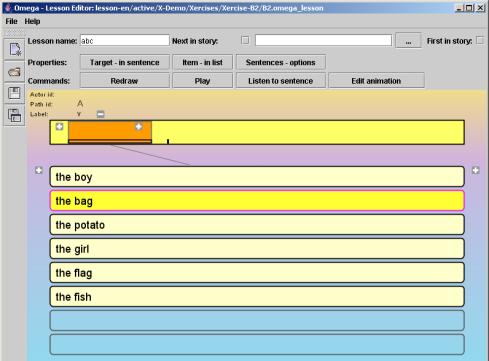 Omega - Lesson Editor: lesson-en/active/X-Demo/Xercises/Xercise-B2/B2.omega_lesson
File Help
Lesson name: abc Next in story: ... First in story:
Properties: Target - in sentence Item - in list Sentences - options
Commands: Redraw Play Listen to sentence Edit animation
Actor id:
Path id: A
Label: Y
the boy
the bag
the potato
the girl
the flag
the fish